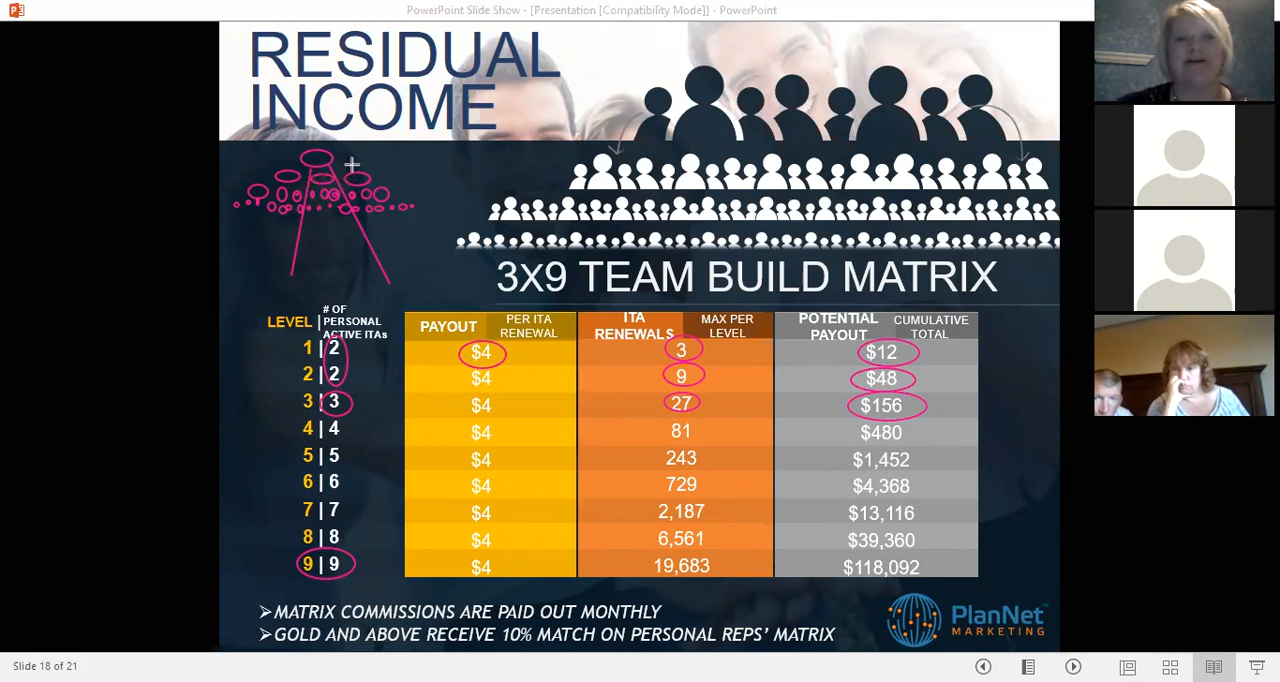 PowerPoint Slide Show - [Presentation [Compatibility Mode]] - PowerPoint
RESIDUAL
INCOME
3X9 TEAM BUILD MATRIX
LEVEL | # OF PERSONAL ACTIVE ITAs
PAYOUT PER ITA RENEWAL
ITA RENEWALS MAX PER LEVEL
POTENTIAL PAYOUT CUMULATIVE TOTAL
1 | 2 $4 3 $12
2 | 2 $4 9 $48
3 | 3 $4 27 $156
4 | 4 $4 81 $480
5 | 5 $4 243 $1,452
6 | 6 $4 729 $4,368
7 | 7 $4 2,187 $13,116
8 | 8 $4 6,561 $39,360
9 | 9 $4 19,683 $118,092
➢MATRIX COMMISSIONS ARE PAID OUT MONTHLY
➢GOLD AND ABOVE RECEIVE 10% MATCH ON PERSONAL REPS' MATRIX
PlanNet™
MARKETING
Slide 18 of 21